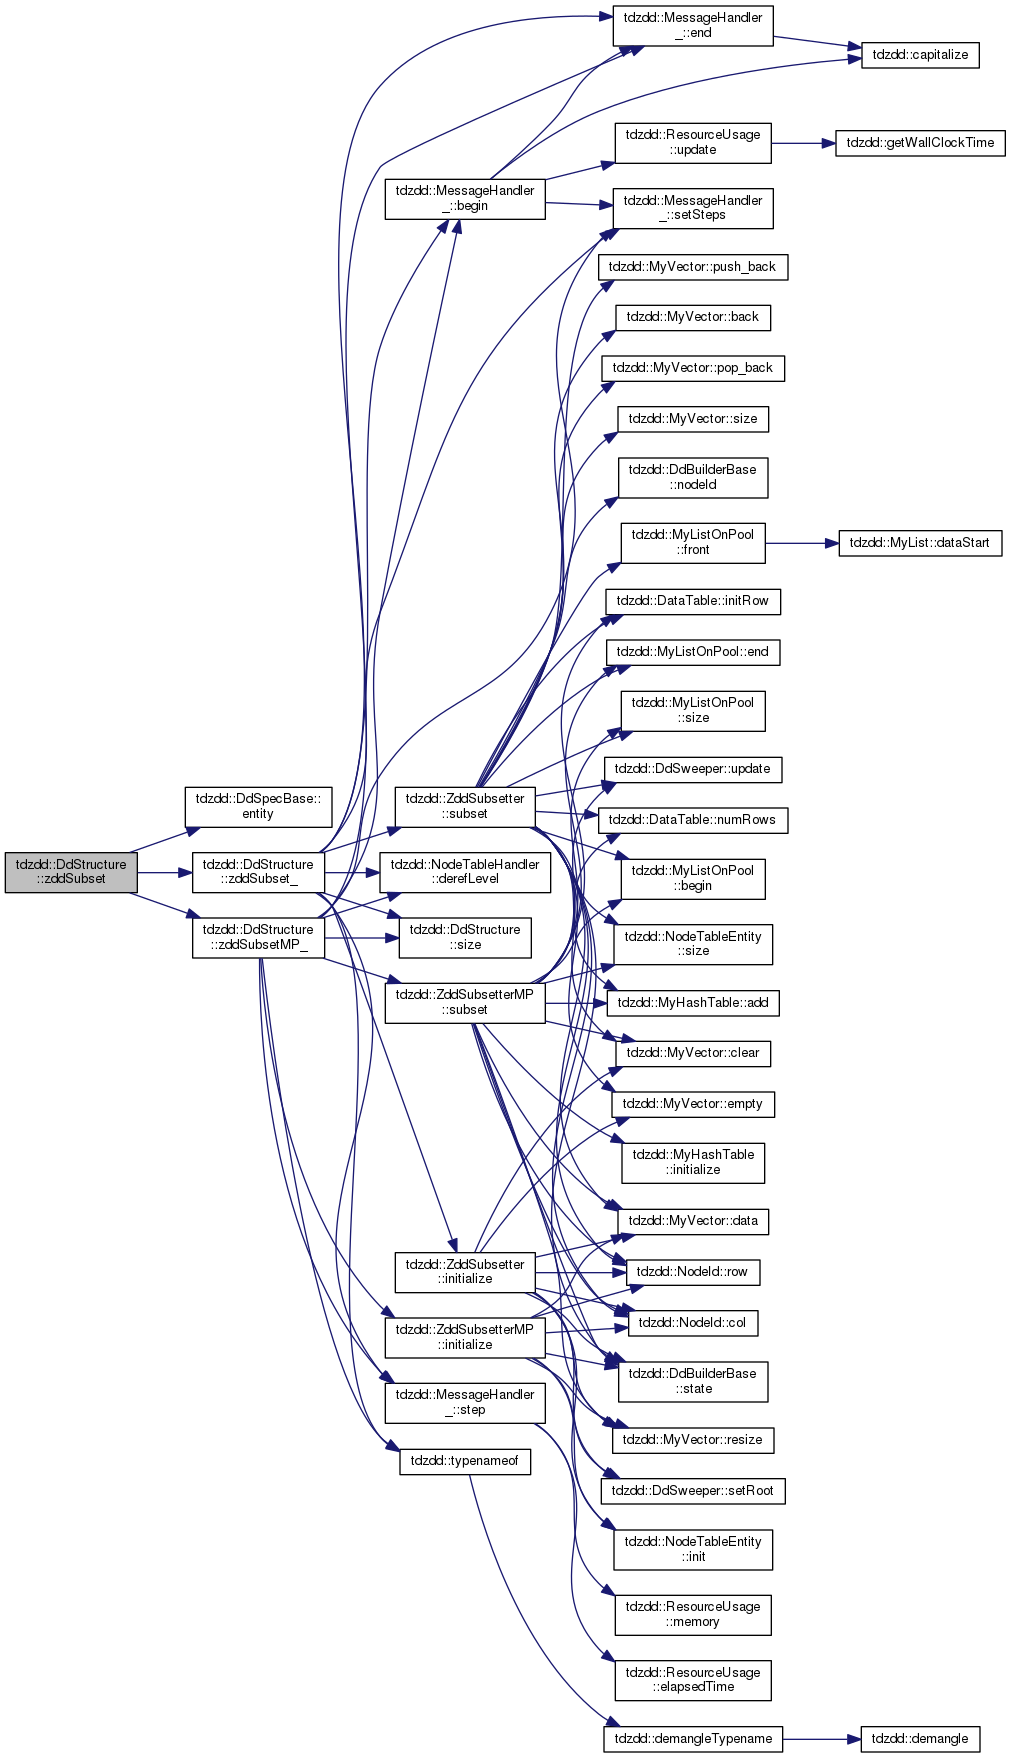 tdzdd::DdStructure
::zddSubset
tdzdd::DdSpecBase::
entity
tdzdd::DdStructure
::zddSubset_
tdzdd::DdStructure
::zddSubsetMP_
tdzdd::MessageHandler
_::begin
tdzdd::ZddSubsetter
::subset
tdzdd::NodeTableHandler
::derefLevel
tdzdd::DdStructure
::size
tdzdd::ZddSubsetterMP
::subset
tdzdd::ZddSubsetter
::initialize
tdzdd::ZddSubsetterMP
::initialize
tdzdd::MessageHandler
_::step
tdzdd::typenameof
tdzdd::MessageHandler
_::end
tdzdd::ResourceUsage
::update
tdzdd::MessageHandler
_::setSteps
tdzdd::MyVector::push_back
tdzdd::MyVector::back
tdzdd::MyVector::pop_back
tdzdd::MyVector::size
tdzdd::DdBuilderBase
::nodeId
tdzdd::MyListOnPool
::front
tdzdd::DataTable::initRow
tdzdd::MyListOnPool::end
tdzdd::MyListOnPool
::size
tdzdd::DdSweeper::update
tdzdd::DataTable::numRows
tdzdd::MyListOnPool
::begin
tdzdd::NodeTableEntity
::size
tdzdd::MyHashTable::add
tdzdd::MyVector::clear
tdzdd::MyVector::empty
tdzdd::MyHashTable
::initialize
tdzdd::MyVector::data
tdzdd::NodeId::row
tdzdd::NodeId::col
tdzdd::DdBuilderBase
::state
tdzdd::MyVector::resize
tdzdd::DdSweeper::setRoot
tdzdd::NodeTableEntity
::init
tdzdd::ResourceUsage
::memory
tdzdd::ResourceUsage
::elapsedTime
tdzdd::demangleTypename
tdzdd::capitalize
tdzdd::getWallClockTime
tdzdd::MyList::dataStart
tdzdd::demangle